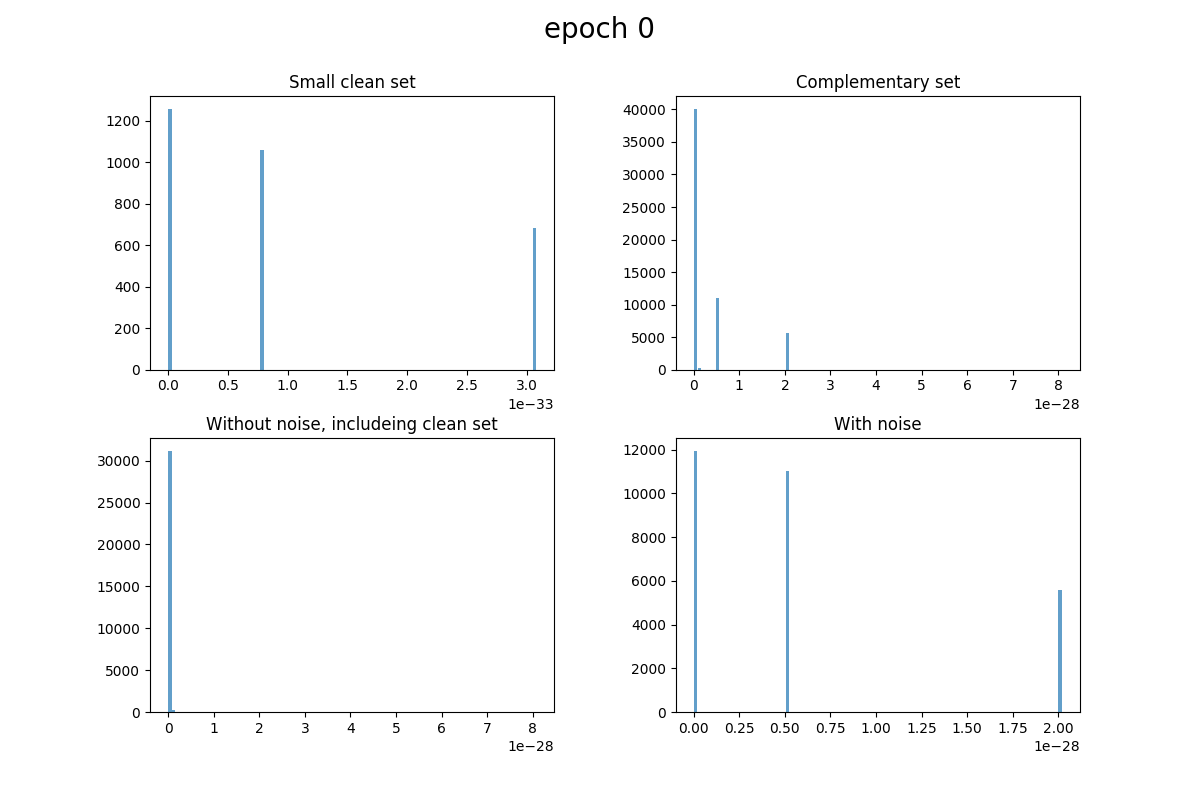 epoch 0
Small clean set
1200
1000
800
600
400
200
0
0.0 0.5 1.0 1.5 2.0 2.5 3.0
1e−33
Complementary set
40000
35000
30000
25000
20000
15000
10000
5000
0
0 1 2 3 4 5 6 7 8
1e−28
Without noise, includeing clean set
30000
25000
20000
15000
10000
5000
0
0 1 2 3 4 5 6 7 8
1e−28
With noise
12000
10000
8000
6000
4000
2000
0
0.00 0.25 0.50 0.75 1.00 1.25 1.50 1.75 2.00
1e−28